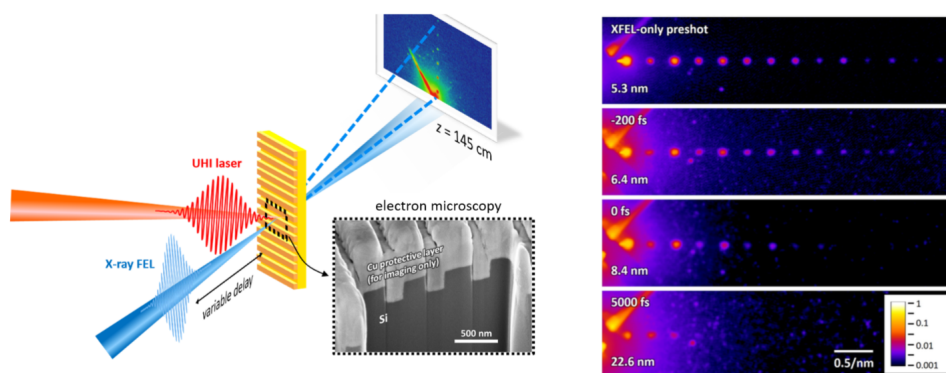 UHI laser
X-ray FEL
variable delay
z = 145 cm
electron microscopy
Cu protective layer
(for imaging only)
Si
500 nm
XFEL-only preshot
5.3 nm
-200 fs
6.4 nm
0 fs
8.4 nm
5000 fs
22.6 nm
0.5/nm
1
0.1
0.01
0.001